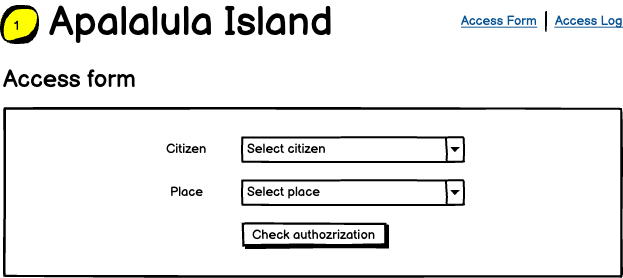 1
Apalalula Island
Access Form | Access Log
Access form
Citizen Select citizen
Place Select place
Check authozrization